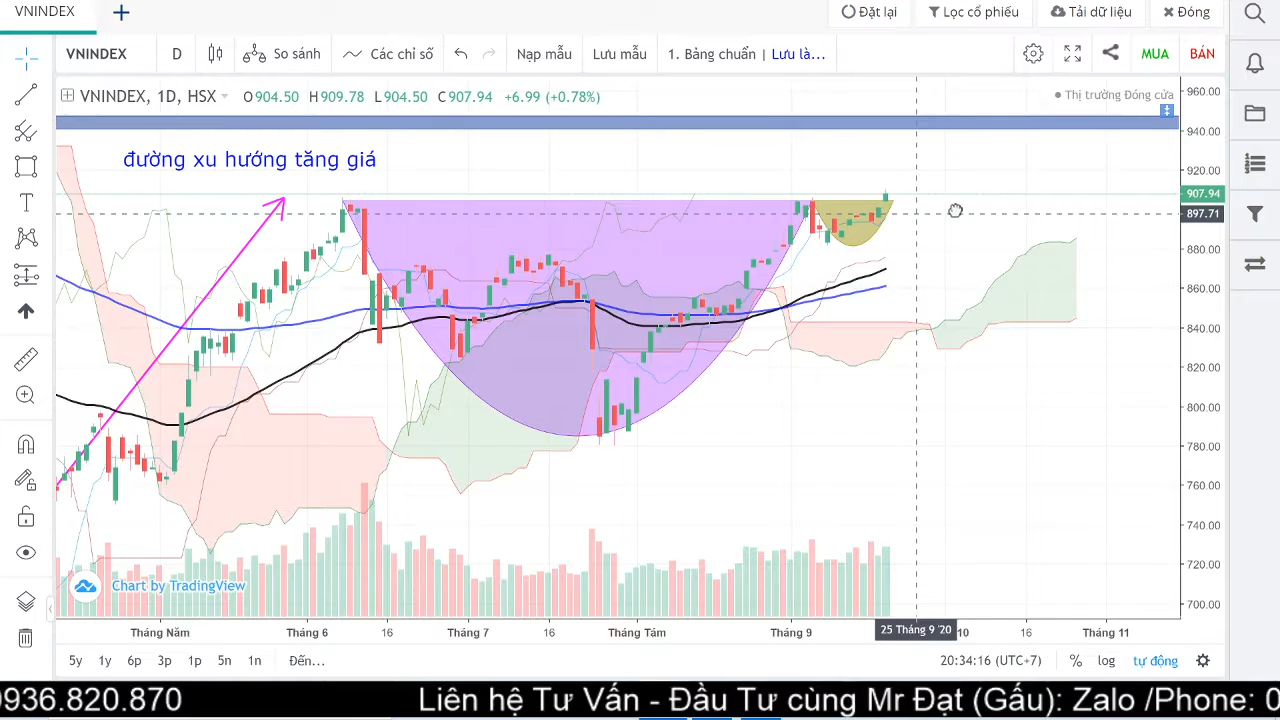 VNINDEX
Đặt lại
Lọc cổ phiếu
Tải dữ liệu
Đóng
VNINDEX
D
So sánh
Các chỉ số
Nạp mẫu
Lưu mẫu
1. Bảng chuẩn | Lưu là...
MUA
BÁN
VNINDEX, 1D, HSX
O904.50 H909.78 L904.50 C907.94 +6.99 (+0.78%)
Thị trường Đóng cửa
đường xu hướng tăng giá
960.00
940.00
920.00
907.94
897.71
880.00
860.00
840.00
820.00
800.00
780.00
760.00
740.00
720.00
700.00
Chart by TradingView
Tháng Năm
Tháng 6
16
Tháng 7
16
Tháng Tám
Tháng 9
25 Tháng 9 '20
10
16
Tháng 11
5y 1y 6p 3p 1p 5n 1n Đến...
20:34:16 (UTC+7)
% log tự động
0936.820.870
Liên hệ Tư Vấn - Đầu Tư cùng Mr Đạt (Gấu): Zalo /Phone: 0